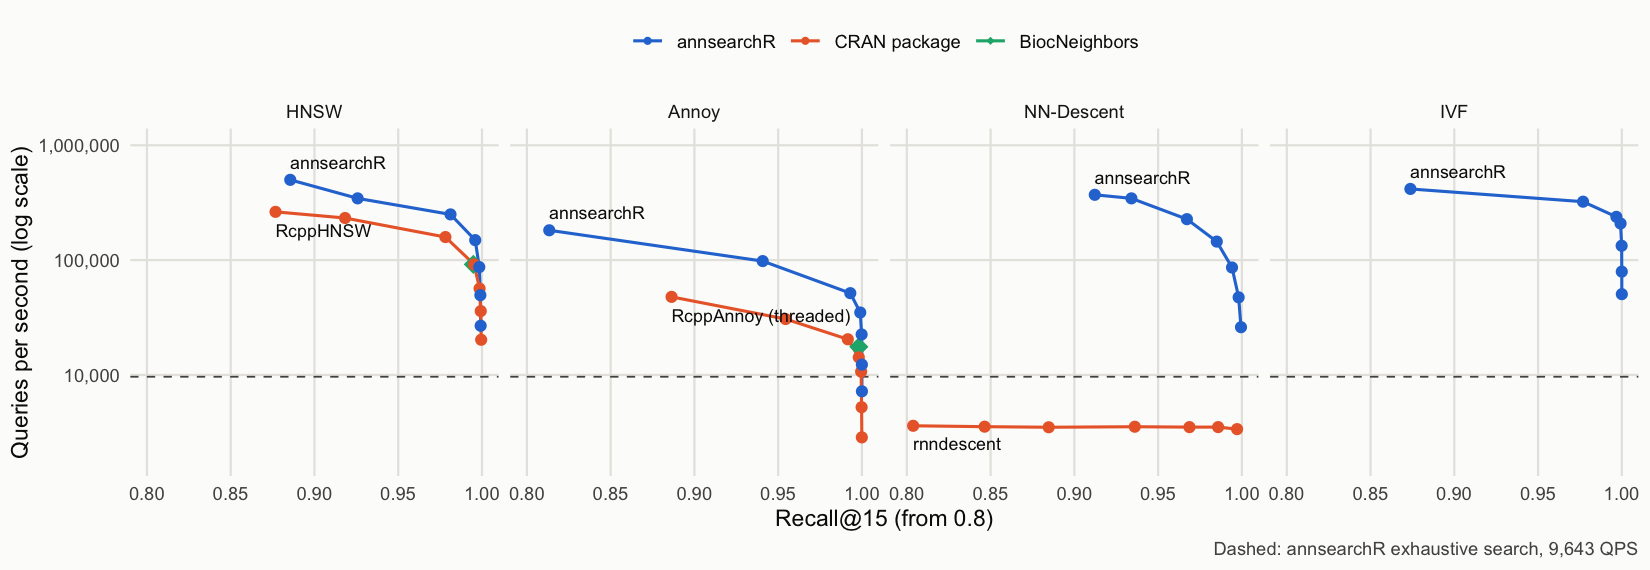 annsearchR CRAN package BiocNeighbors
HNSW Annoy NN-Descent IVF
Queries per second (log scale)
1,000,000
100,000
10,000
annsearchR
RcppHNSW
annsearchR
RcppAnnoy (threaded)
annsearchR
rnndescent
annsearchR
0.80 0.85 0.90 0.95 1.00 0.80 0.85 0.90 0.95 1.00 0.80 0.85 0.90 0.95 1.00 0.80 0.85 0.90 0.95 1.00
Recall@15 (from 0.8)
Dashed: annsearchR exhaustive search, 9,643 QPS